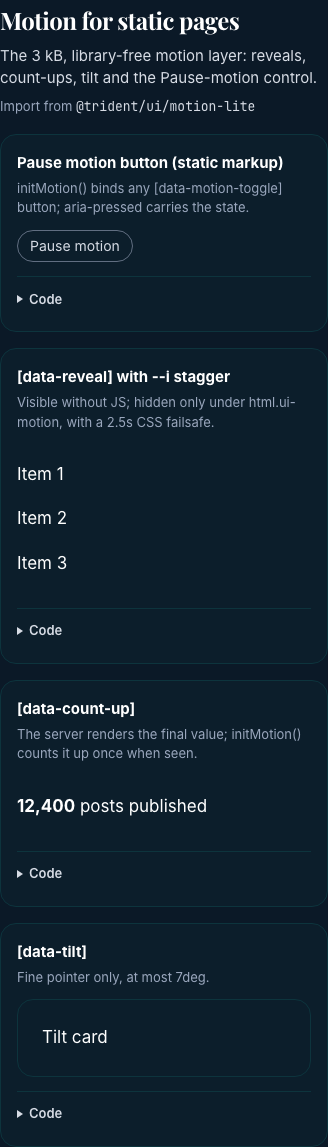 Motion for static pages
The 3 kB, library-free motion layer: reveals,
count-ups, tilt and the Pause-motion control.
Import from @trident/ui/motion-lite
Pause motion button (static markup)
initMotion() binds any [data-motion-toggle]
button; aria-pressed carries the state.
Pause motion
Code
[data-reveal] with --i stagger
Visible without JS; hidden only under html.ui-
motion, with a 2.5s CSS failsafe.
Item 1
Item 2
Item 3
Code
[data-count-up]
The server renders the final value; initMotion()
counts it up once when seen.
12,400 posts published
Code
[data-tilt]
Fine pointer only, at most 7deg.
Tilt card
Code